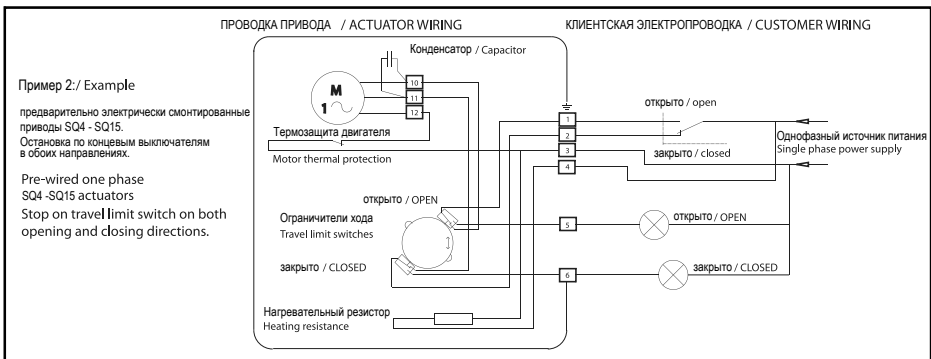 ПРОВОДКА ПРИВОДА / ACTUATOR WIRING
КЛИЕНТСКАЯ ЭЛЕКТРОПРОВОДКА / CUSTOMER WIRING
Пример 2:/ Example
предварительно электрически смонтированные
приводы SQ4 - SQ15.
Остановка по концевым выключателям
в обоих направлениях.
Pre-wired one phase
SQ4 -SQ15 actuators
Stop on travel limit switch on both
opening and closing directions.
Конденсатор / Capacitor
M
1
10
11
12
Термозащита двигателя
Motor thermal protection
открыто / OPEN
Ограничители хода
Travel limit switches
закрыто / CLOSED
Нагревательный резистор
Heating resistance
1
2
3
4
5
6
открыто / open
закрыто / closed
Однофазный источник питания
Single phase power supply
открыто / OPEN
закрыто / CLOSED